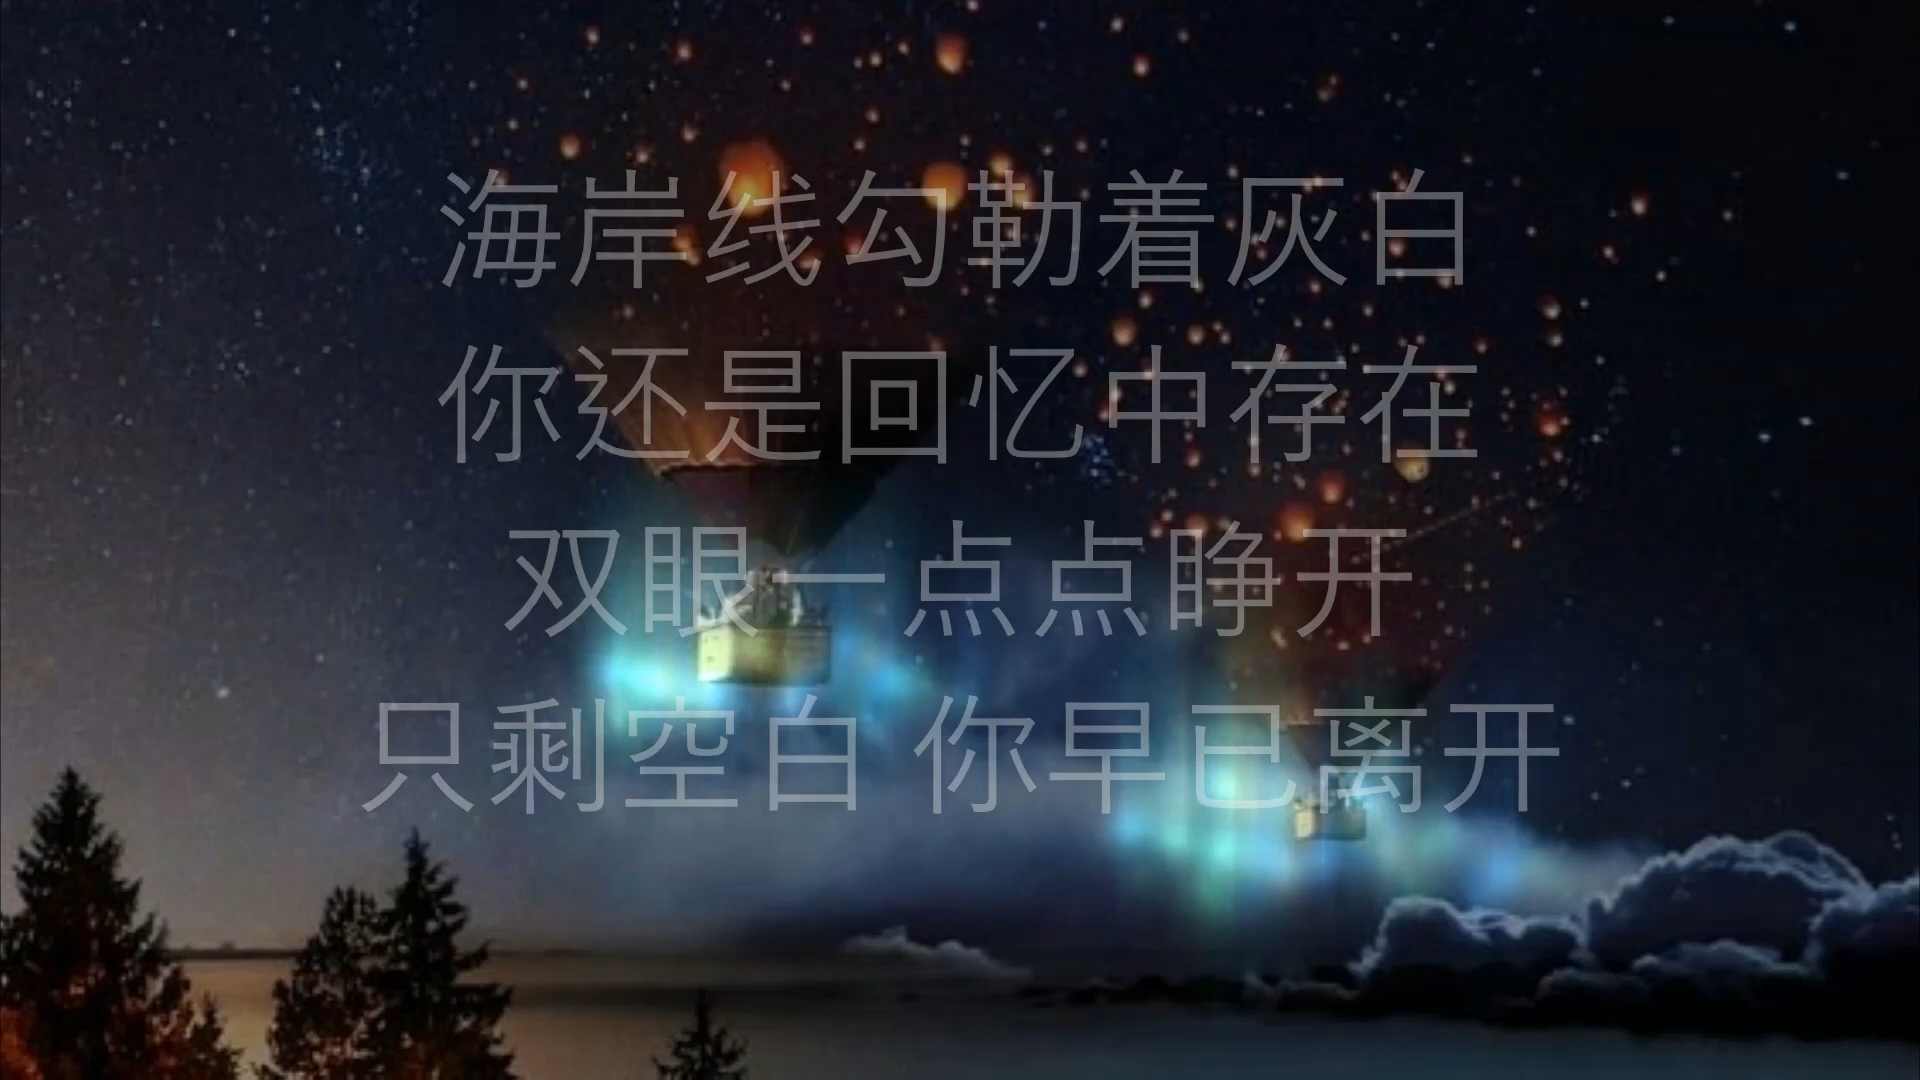 海岸线勾勒着灰白
你还是回忆中存在
双眼一点点睁开
只剩空白 你早已离开